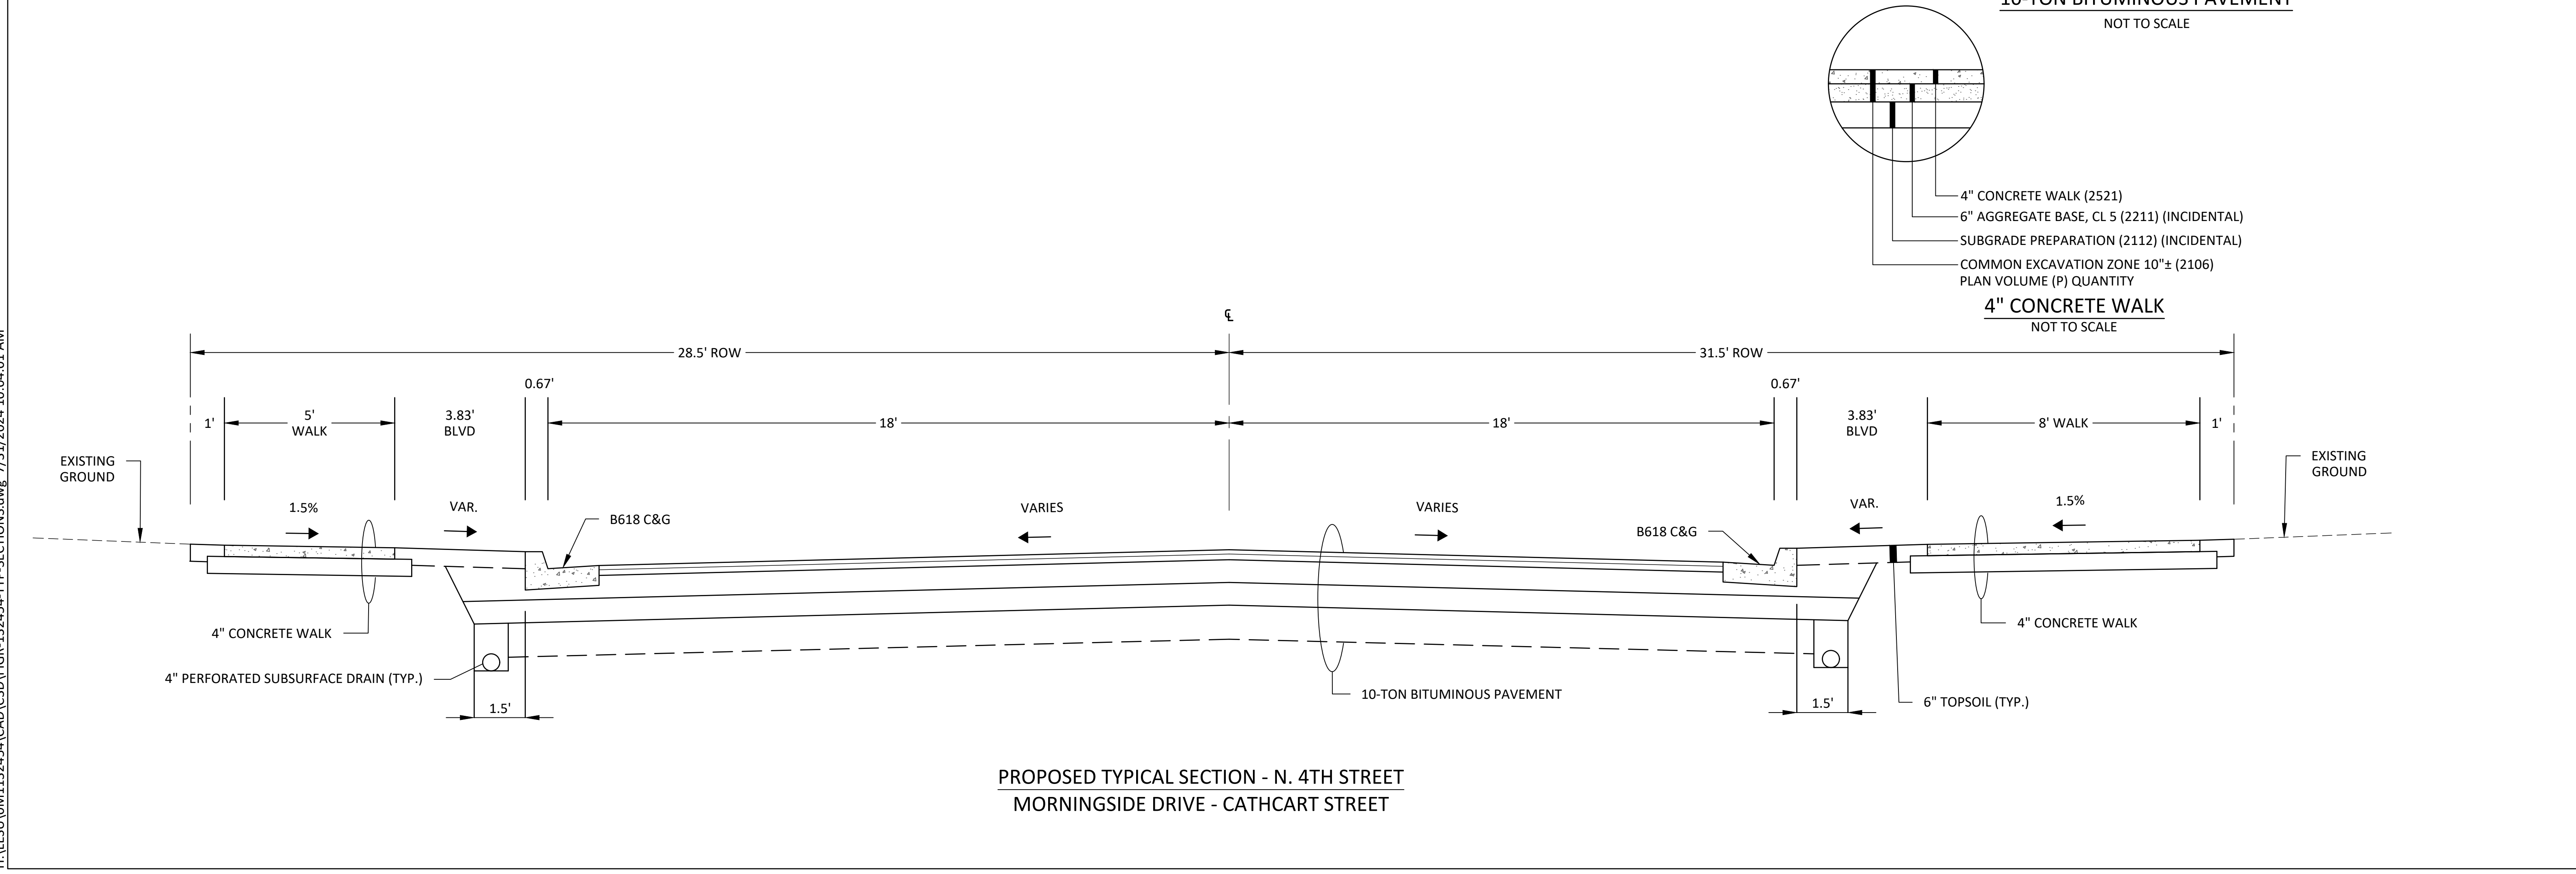 10-TON BITUMINOUS PAVEMENT
NOT TO SCALE
4" CONCRETE WALK (2521)
6" AGGREGATE BASE, CL 5 (2211) (INCIDENTAL)
SUBGRADE PREPARATION (2112) (INCIDENTAL)
COMMON EXCAVATION ZONE 10"± (2106)
PLAN VOLUME (P) QUANTITY
4" CONCRETE WALK
NOT TO SCALE
℄
28.5' ROW
31.5' ROW
0.67'
0.67'
1'
5'
WALK
3.83'
BLVD
18'
18'
3.83'
BLVD
8' WALK
1'
EXISTING
GROUND
EXISTING
GROUND
1.5%
VAR.
VARIES
VARIES
VAR.
1.5%
B618 C&G
B618 C&G
4" CONCRETE WALK
4" CONCRETE WALK
4" PERFORATED SUBSURFACE DRAIN (TYP.)
10-TON BITUMINOUS PAVEMENT
6" TOPSOIL (TYP.)
1.5'
1.5'
PROPOSED TYPICAL SECTION - N. 4TH STREET
MORNINGSIDE DRIVE - CATHCART STREET